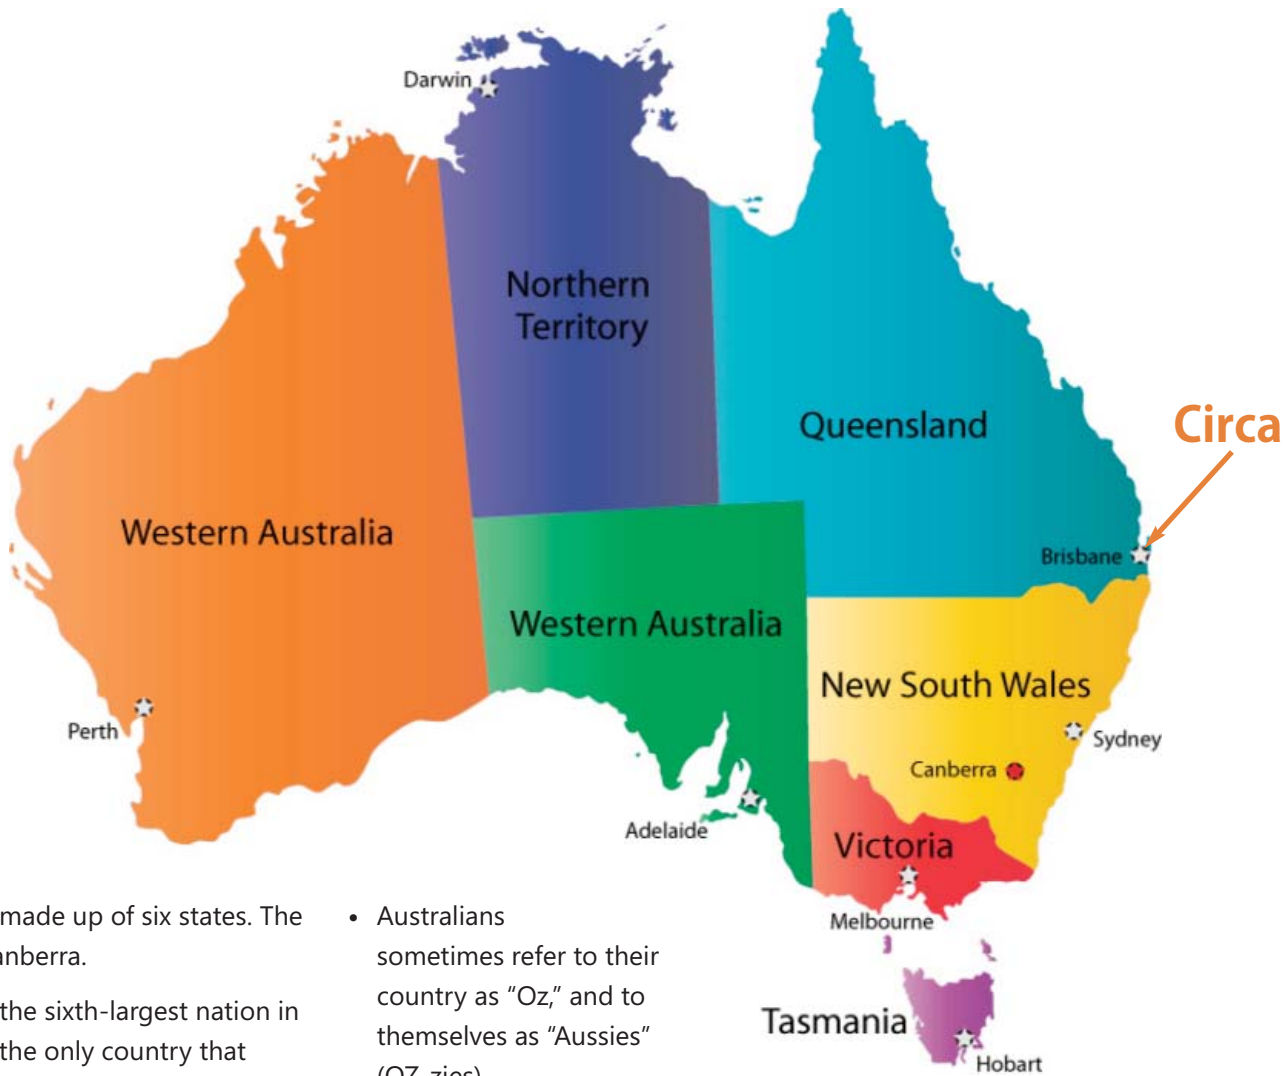 Darwin
Northern
Territory
Queensland
Circa
Western Australia
Brisbane
Western Australia
New South Wales
Perth
Sydney
Canberra
Adelaide
Victoria
Melbourne
Tasmania
Hobart
made up of six states. The
anberra.
the sixth-largest nation in
the only country that
• Australians
sometimes refer to their
country as “Oz,” and to
themselves as “Aussies”
(OZ-zies)